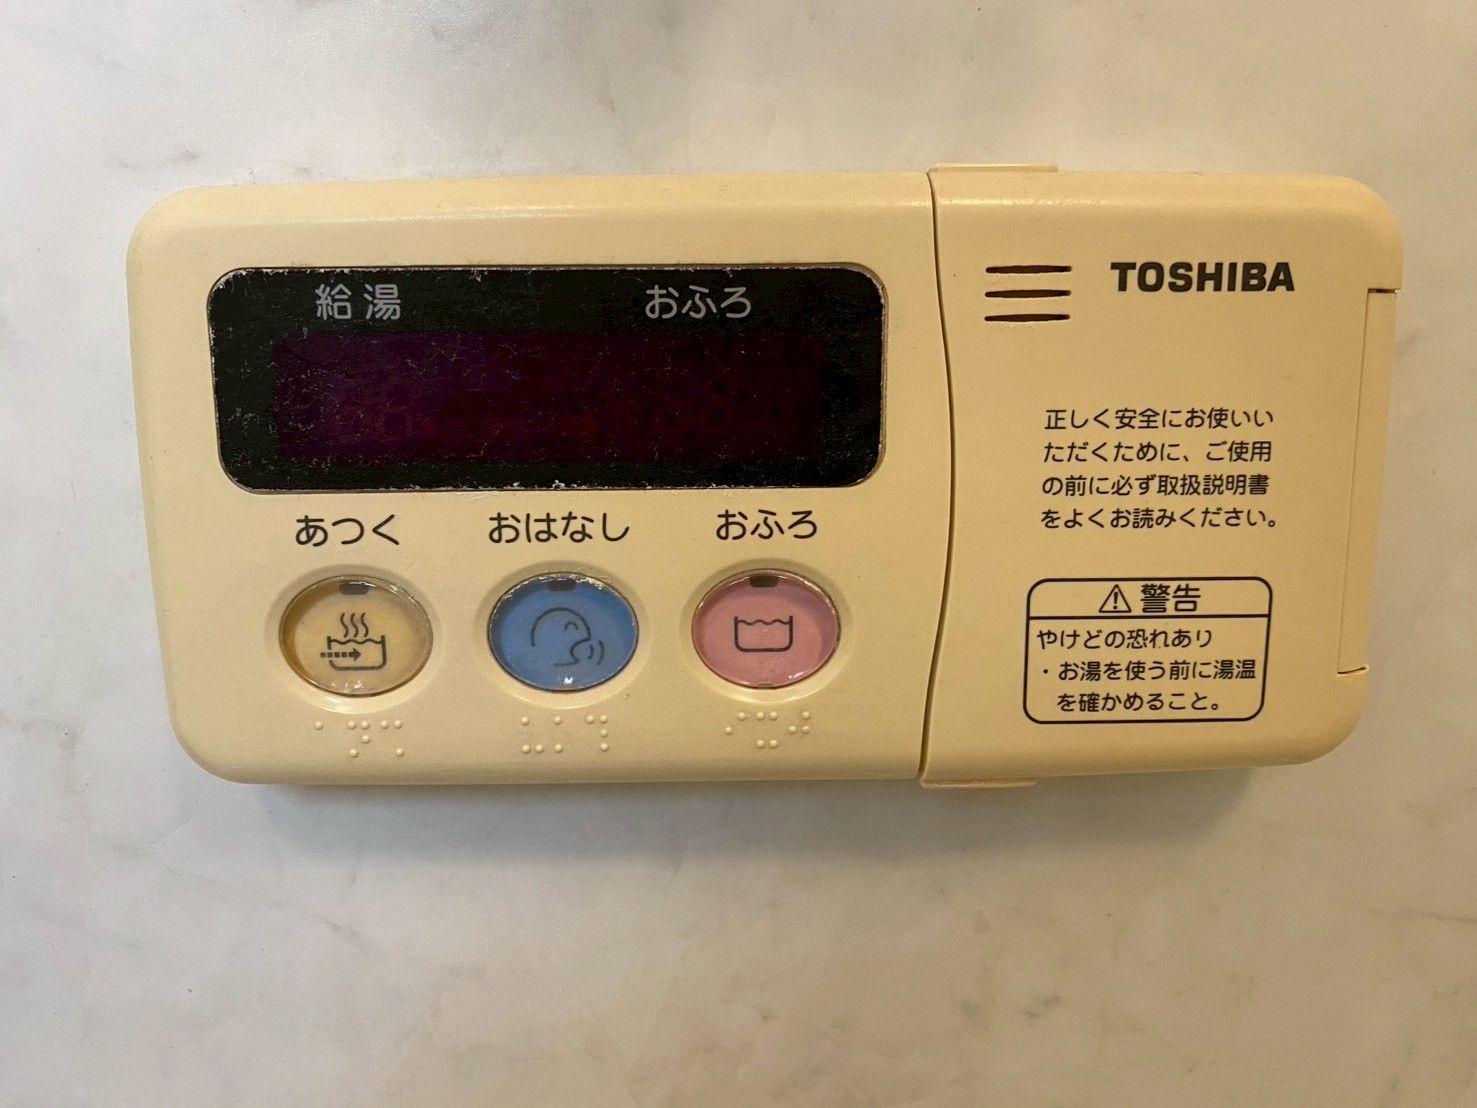 給湯 おふろ
あつく おはなし おふろ
TOSHIBA
正しく安全にお使いい
ただくために、ご使用
の前に必ず取扱説明書
をよくお読みください。
⚠警告
やけどの恐れあり
・お湯を使う前に湯温
を確かめること。